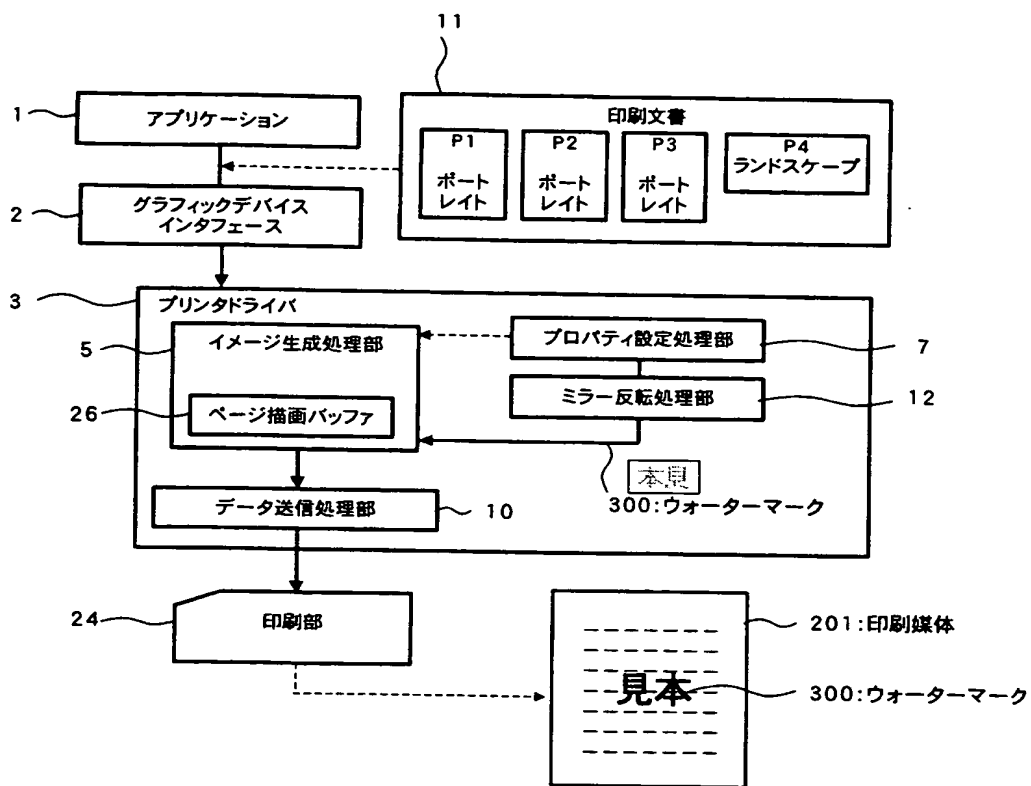 11
1
アプリケーション
印刷文書
P1
ポート
レイト
P2
ポート
レイト
P3
ポート
レイト
P4
ランドスケープ
2
グラフィックデバイス
インタフェース
3
プリンタドライバ
5
イメージ生成処理部
プロパティ設定処理部
7
ミラー反転処理部
12
26
ページ描画バッファ
本見
300:ウォーターマーク
データ送信処理部
10
24
印刷部
201:印刷媒体
見本
300:ウォーターマーク